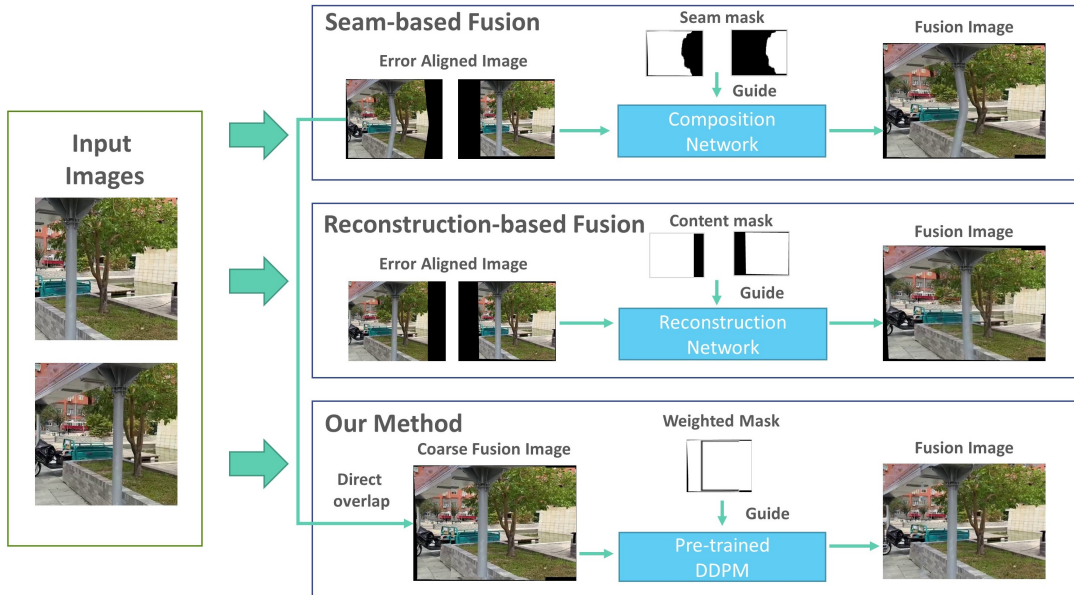 Input
Images
Seam-based Fusion
Error Aligned Image
Seam mask
Guide
Composition
Network
Fusion Image
Reconstruction-based Fusion
Error Aligned Image
Content mask
Guide
Reconstruction
Network
Fusion Image
Our Method
Direct
overlap
Coarse Fusion Image
Weighted Mask
Guide
Pre-trained
DDPM
Fusion Image